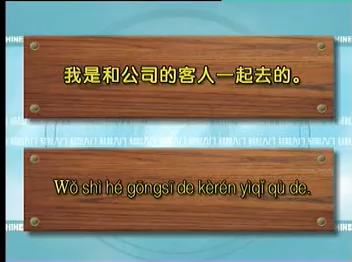 我是和公司的客人一起去的。
Wǒ shì hé gōngsī de kèrén yìqǐ qù de.